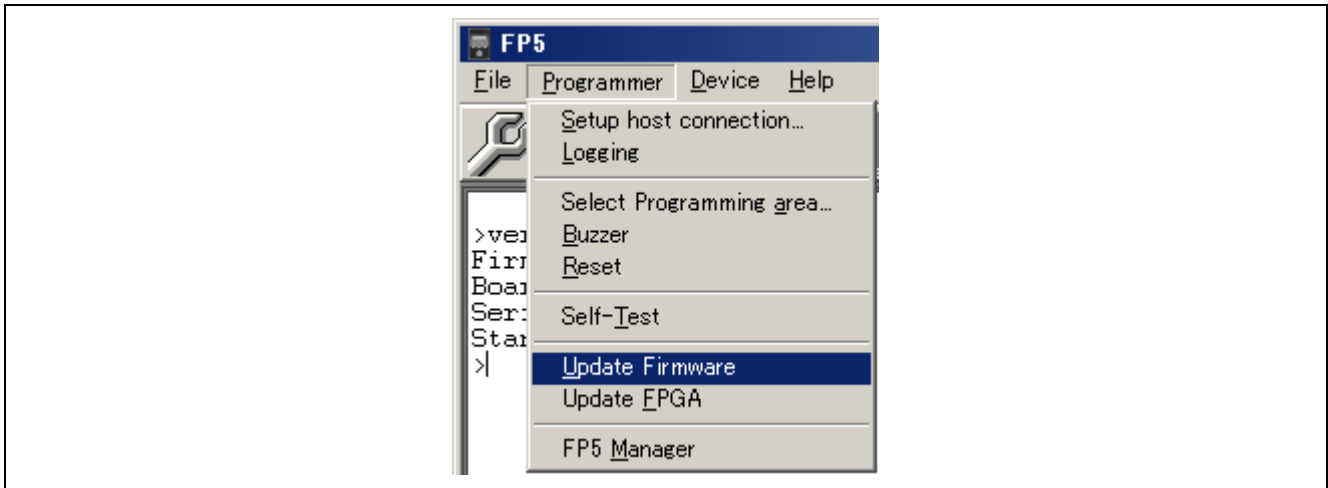 FP5
File Programmer Device Help
Setup host connection...
Logging
Select Programming area...
>ver
Buzzer
Firm
Reset
Boar
Seri
Self-Test
Star
>
Update Firmware
Update FPGA
FP5 Manager